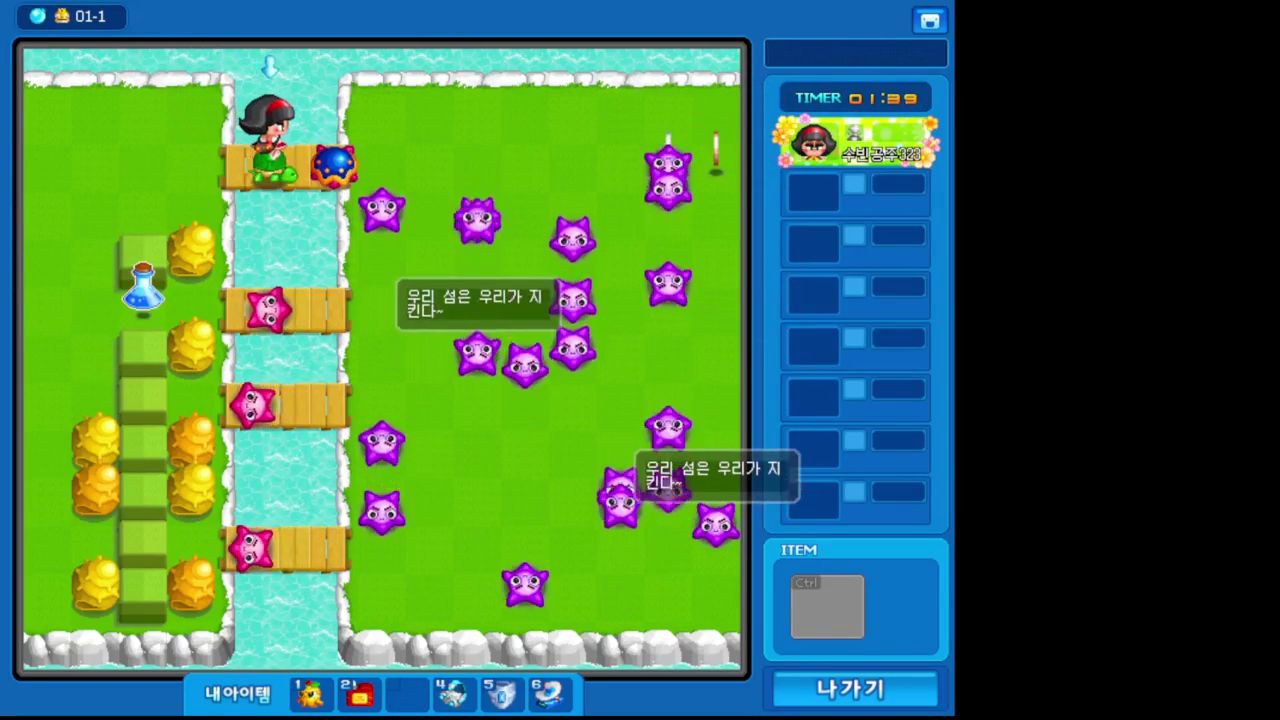 01-1
TIMER 01:39
수빈공주323
우리 섬은 우리가 지
킨다~
우리 섬은 우리가 지
킨다~
ITEM
Ctrl
내아이템
1
2
4
5
6
나가기